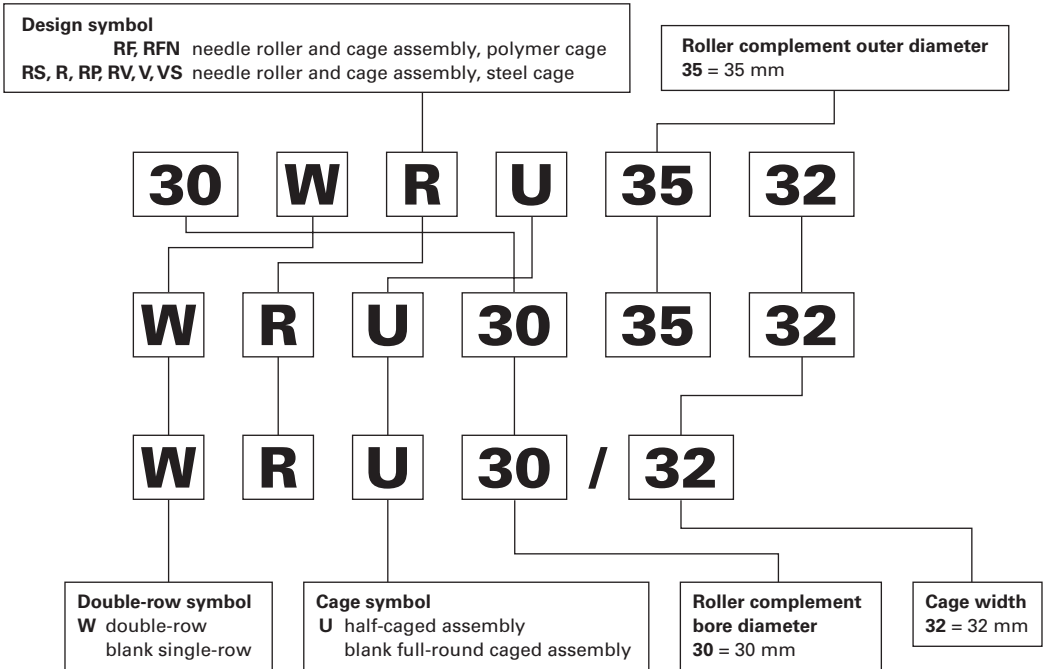 Design symbol
RF, RFN needle roller and cage assembly, polymer cage
RS, R, RP, RV, V, VS needle roller and cage assembly, steel cage
Roller complement outer diameter
35 = 35 mm
30 W R U 35 32
W R U 30 35 32
W R U 30 / 32
Double-row symbol
W double-row
blank single-row
Cage symbol
U half-caged assembly
blank full-round caged assembly
Roller complement
bore diameter
30 = 30 mm
Cage width
32 = 32 mm